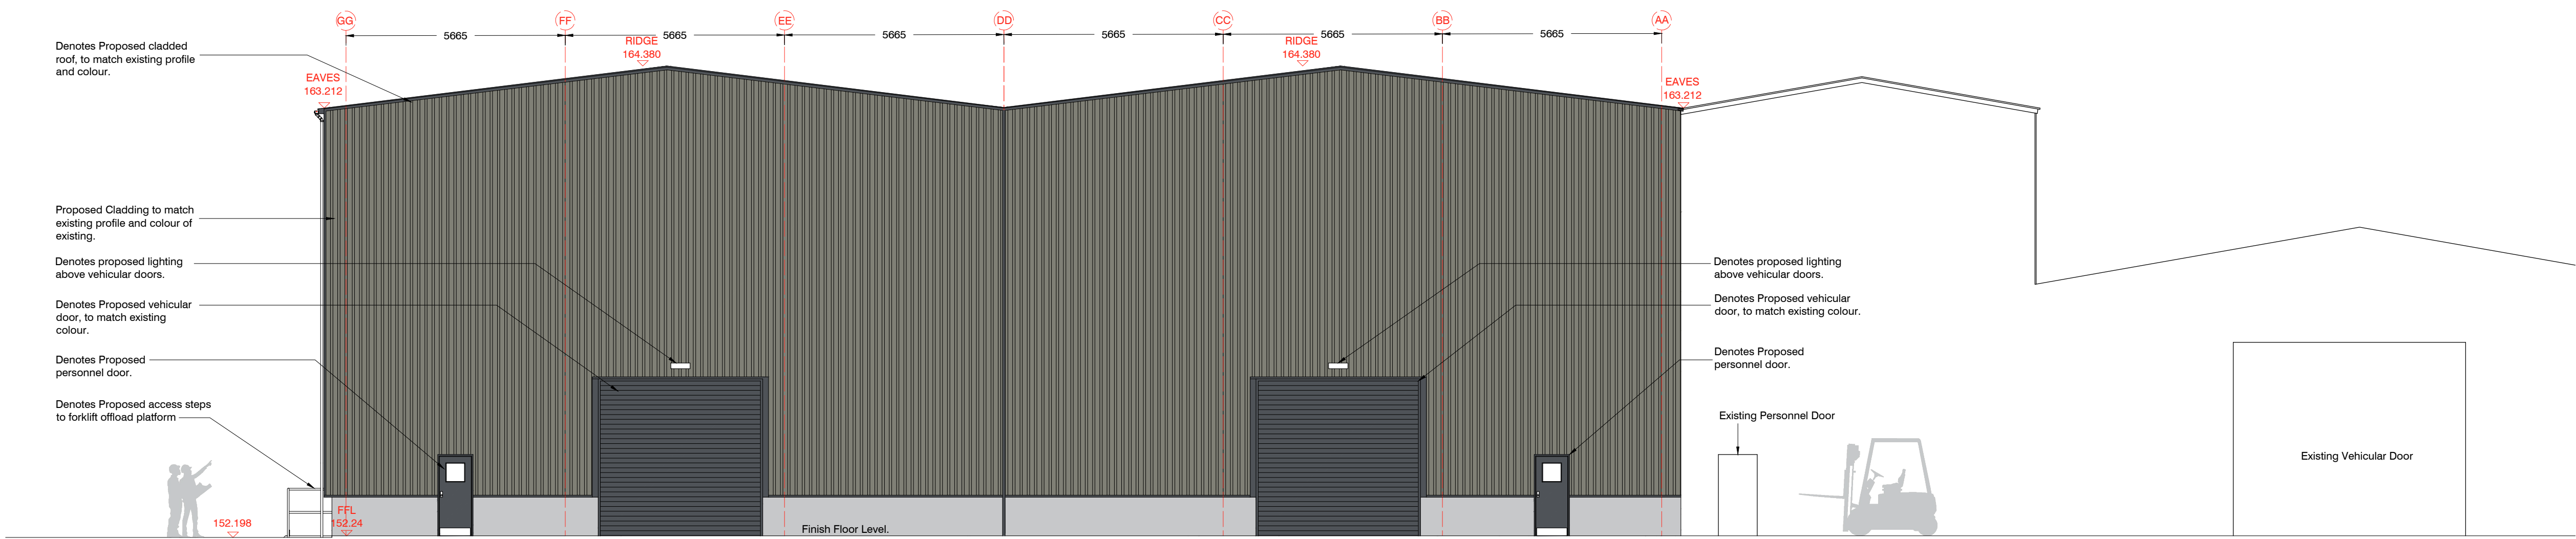 GG
FF
EE
DD
CC
BB
AA
5665
5665
5665
5665
5665
5665
RIDGE
164.380
RIDGE
164.380
EAVES
163.212
EAVES
163.212
Denotes Proposed cladded
roof, to match existing profile
and colour.
Proposed Cladding to match
existing profile and colour of
existing.
Denotes proposed lighting
above vehicular doors.
Denotes Proposed vehicular
door, to match existing
colour.
Denotes Proposed
personnel door.
Denotes Proposed access steps
to forklift offload platform
152.198
FFL
152.24
Finish Floor Level.
Denotes proposed lighting
above vehicular doors.
Denotes Proposed vehicular
door, to match existing colour.
Denotes Proposed
personnel door.
Existing Personnel Door
Existing Vehicular Door